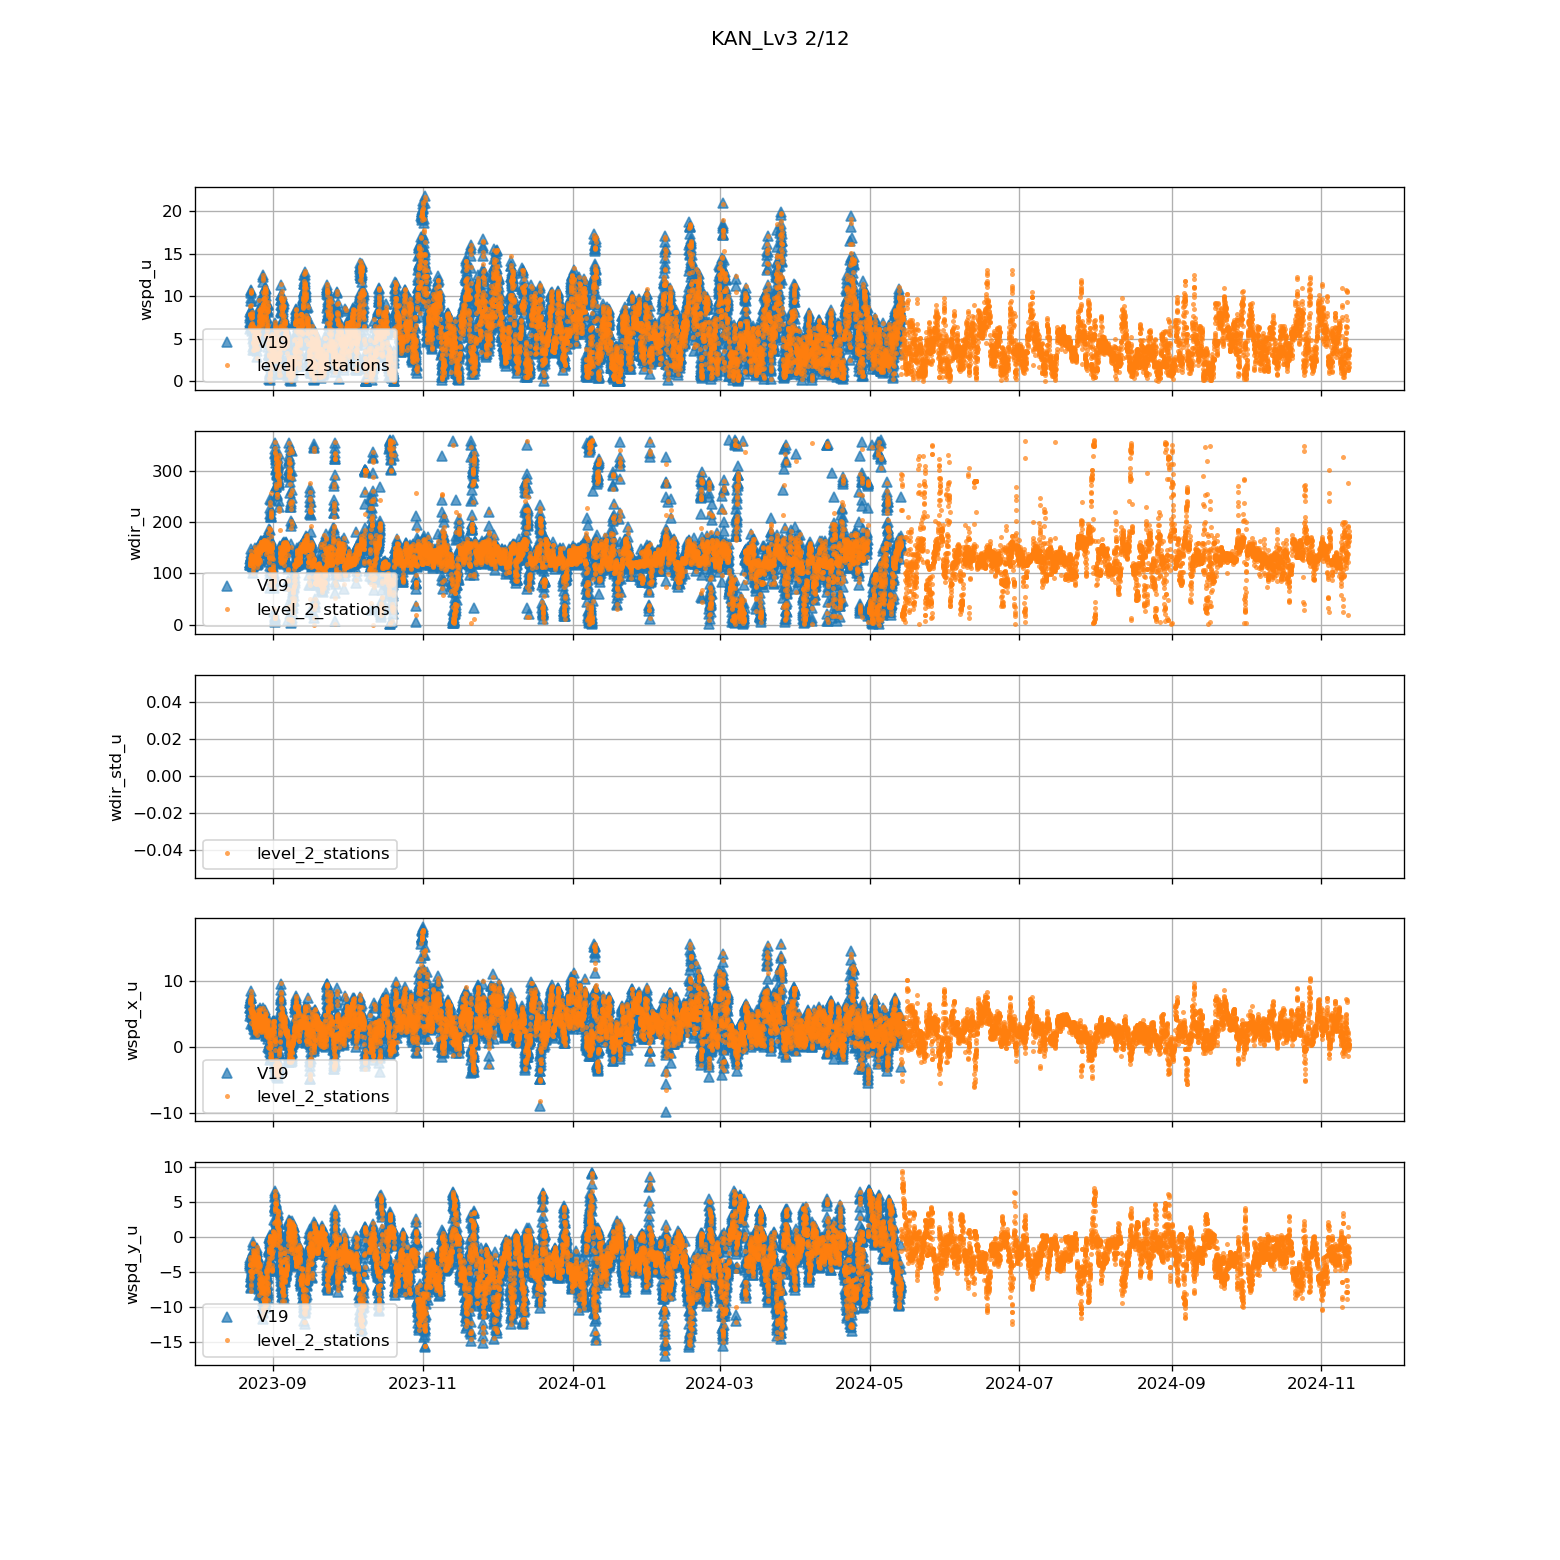 KAN_Lv3 2/12
wspd_u
20
15
10
5
0
V19
level_2_stations
wdir_u
300
200
100
0
V19
level_2_stations
wdir_std_u
0.04
0.02
0.00
−0.02
−0.04
level_2_stations
wspd_x_u
10
0
−10
V19
level_2_stations
wspd_y_u
10
5
0
−5
−10
−15
V19
level_2_stations
2023-09 2023-11 2024-01 2024-03 2024-05 2024-07 2024-09 2024-11